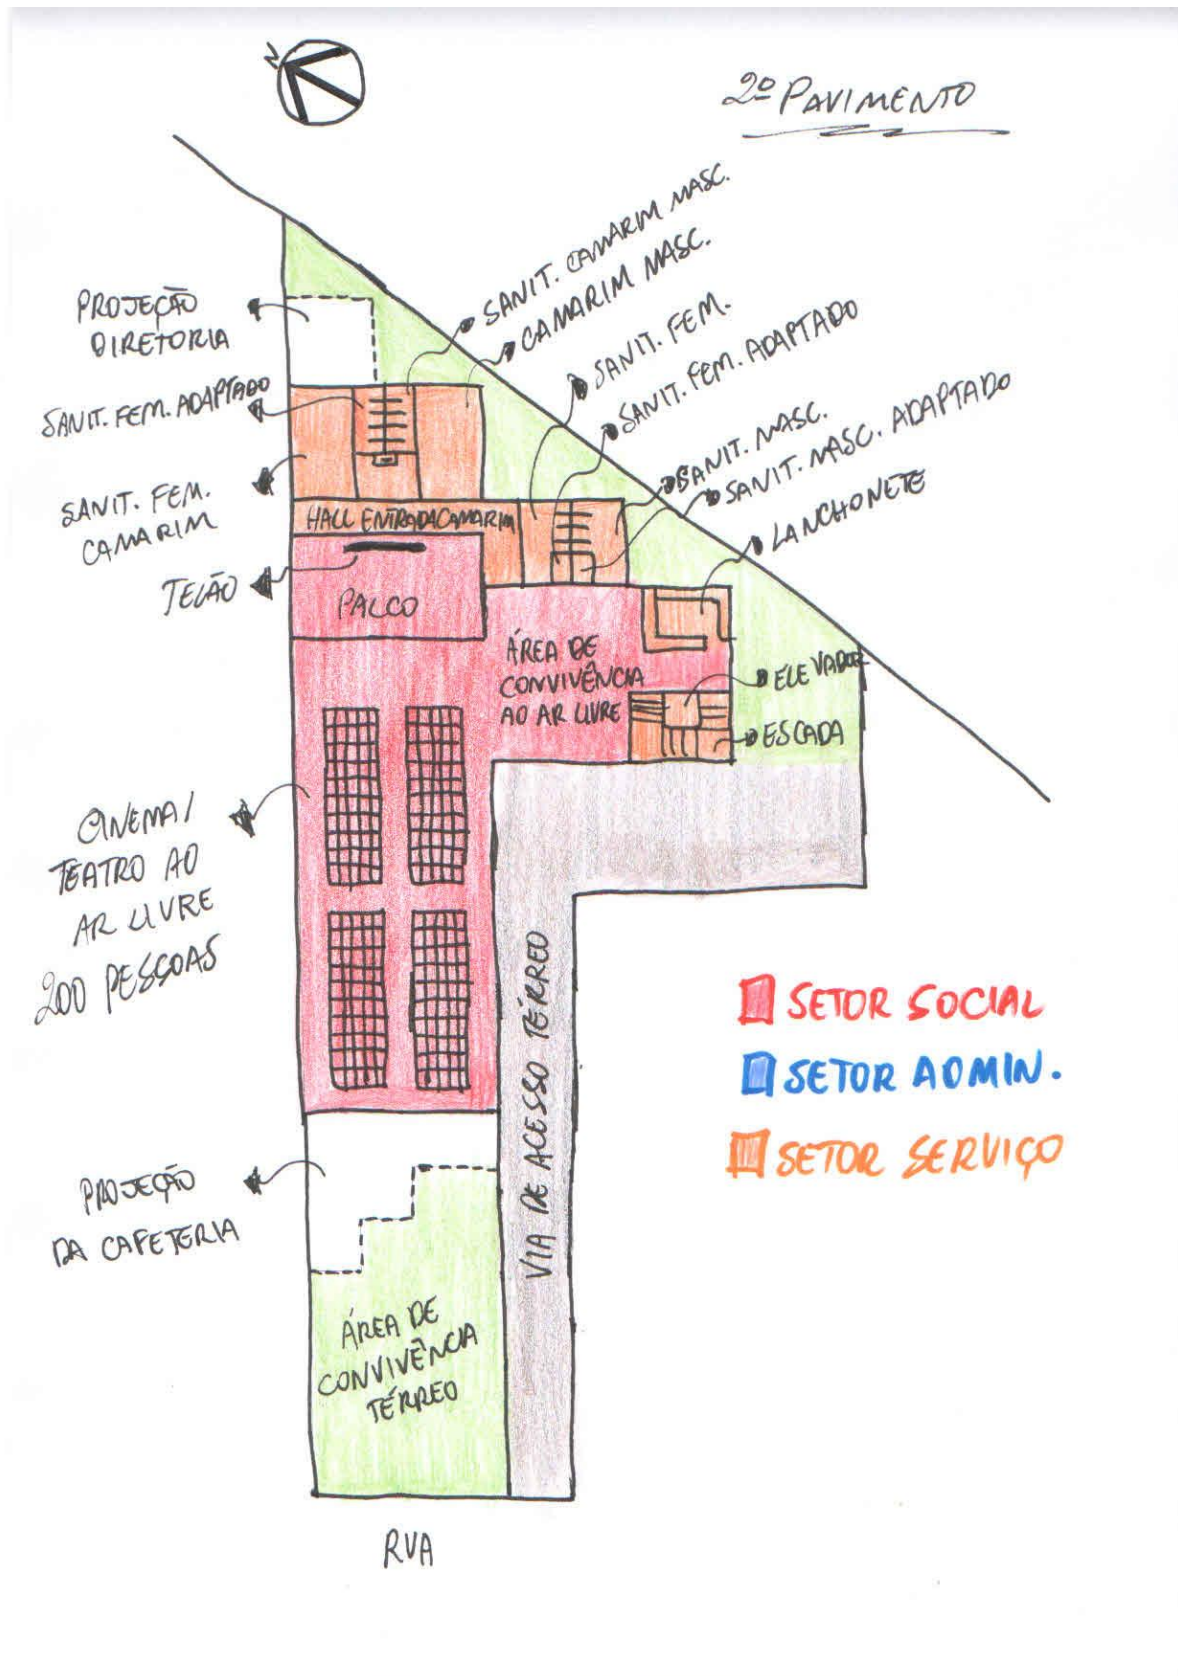 N
2º PAVIMENTO
SANIT. CAMARIM MASC.
CAMARIM MASC.
PROJEÇÃO
DIRETORIA
SANIT. FEM.
SANIT. FEM. ADAPTADO
SANIT. FEM. ADAPTADO
SANIT. MASC.
SANIT. MASC. ADAPTADO
LANCHONETE
SANIT. FEM.
CAMARIM
HALL ENTRADA CAMARIM
TELÃO
PALCO
ÁREA DE
CONVIVÊNCIA
AO AR LIVRE
ELEVADOR
ESCADA
CINEMA/
TEATRO AO
AR LIVRE
200 PESSOAS
VIA DE ACESSO TÉRREO
SETOR SOCIAL
SETOR ADMIN.
SETOR SERVIÇO
PROJEÇÃO
DA CAFETERIA
ÁREA DE
CONVIVÊNCIA
TÉRREO
RUA